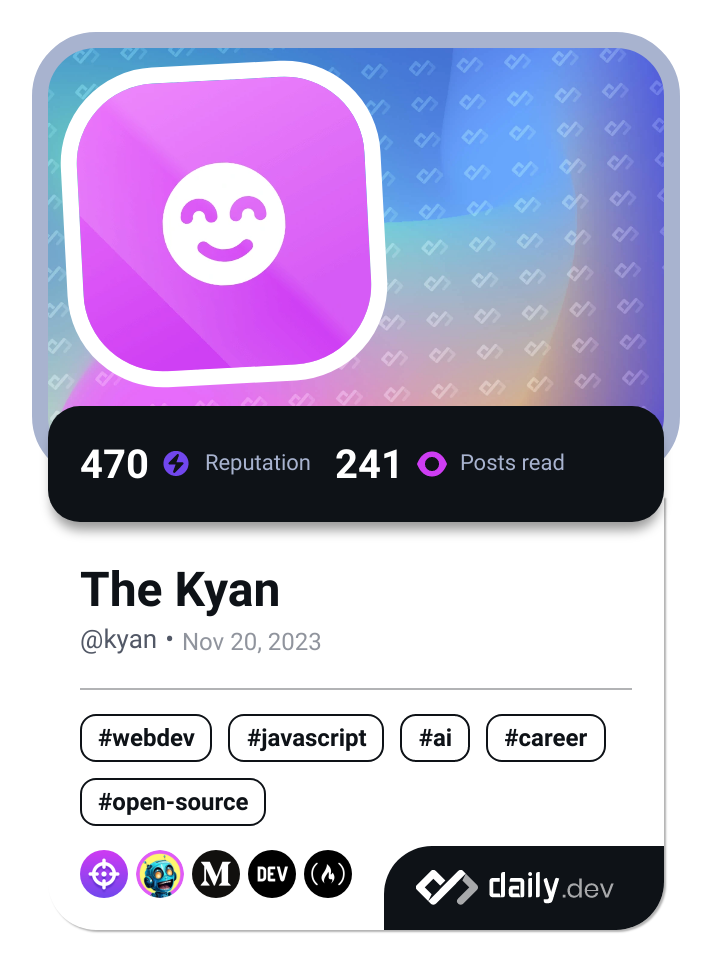 470 Reputation 241 Posts read
The Kyan
@kyan • Nov 20, 2023
#webdev #javascript #ai #career
#open-source
M DEV
daily.dev